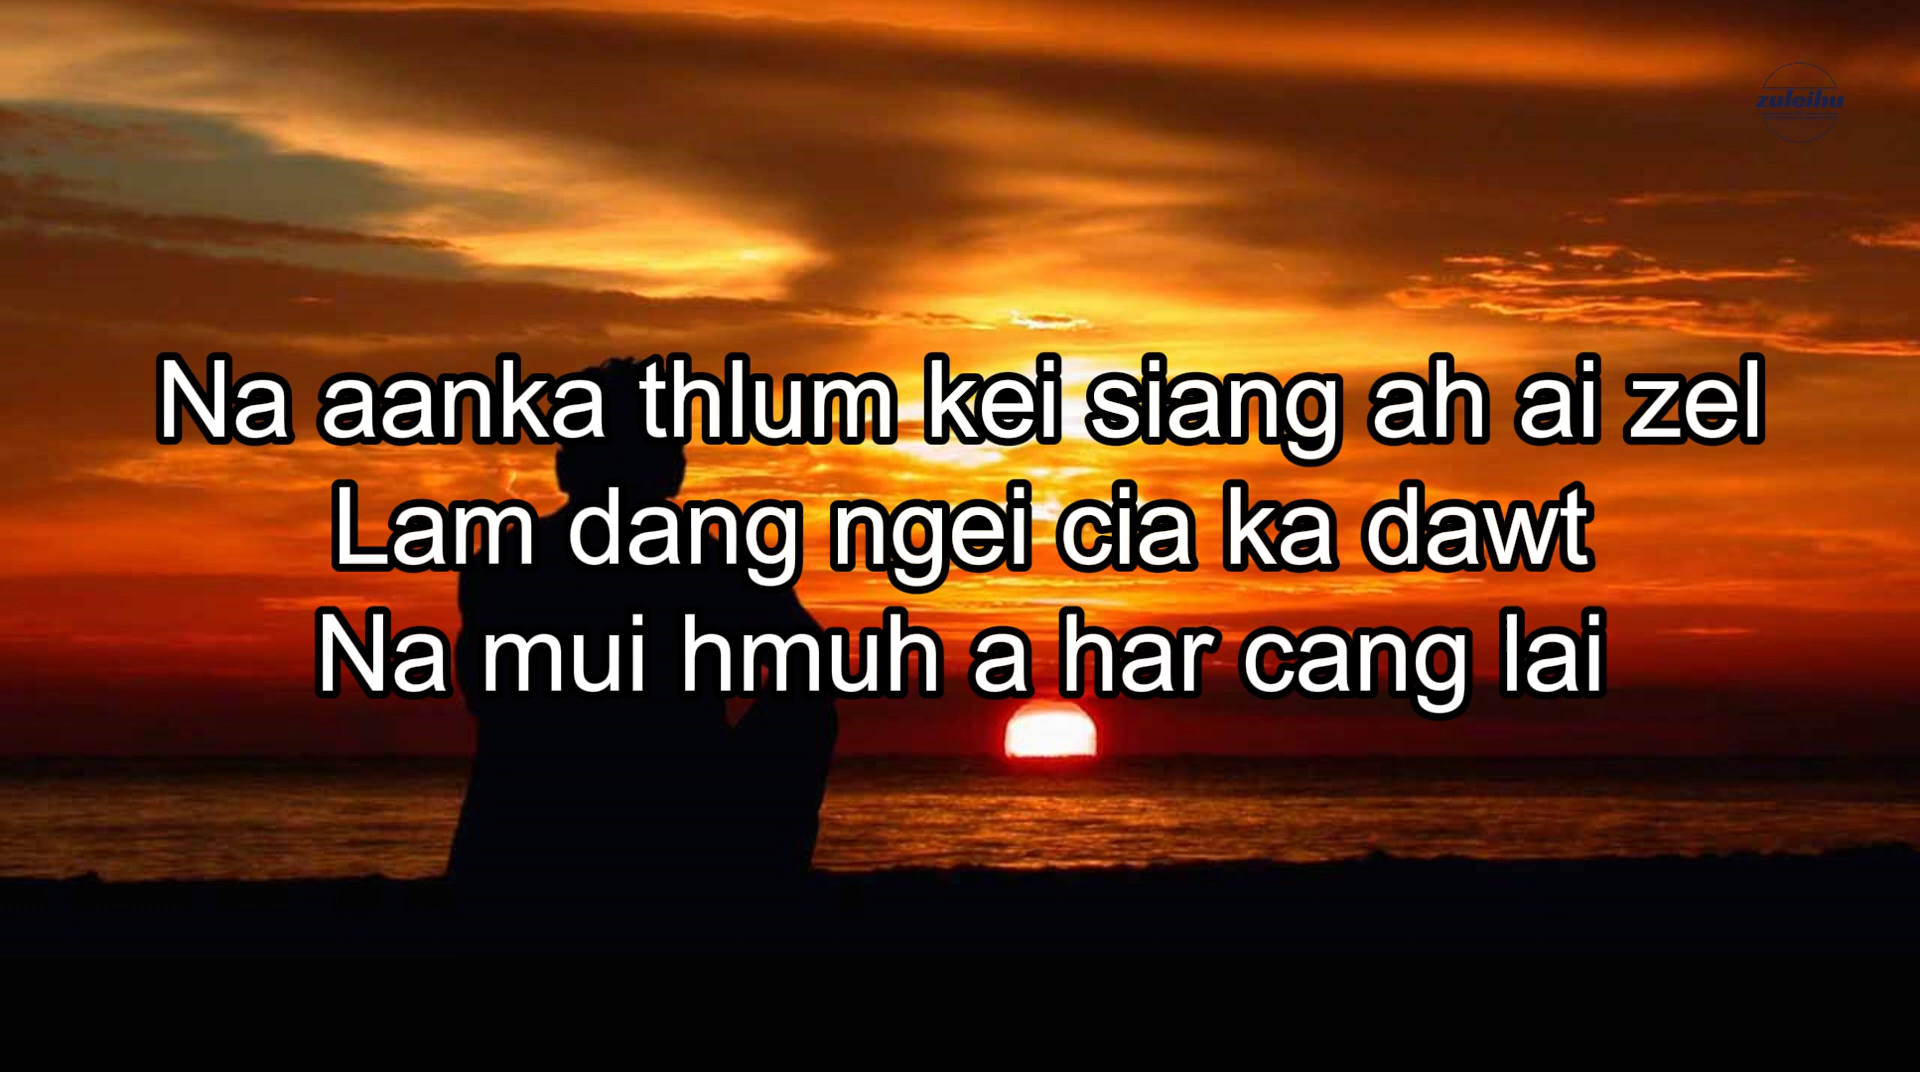 zuleihu
Na aanka thlum kei siang ah ai zel
Lam dang ngei cia ka dawt
Na mui hmuh a har cang lai